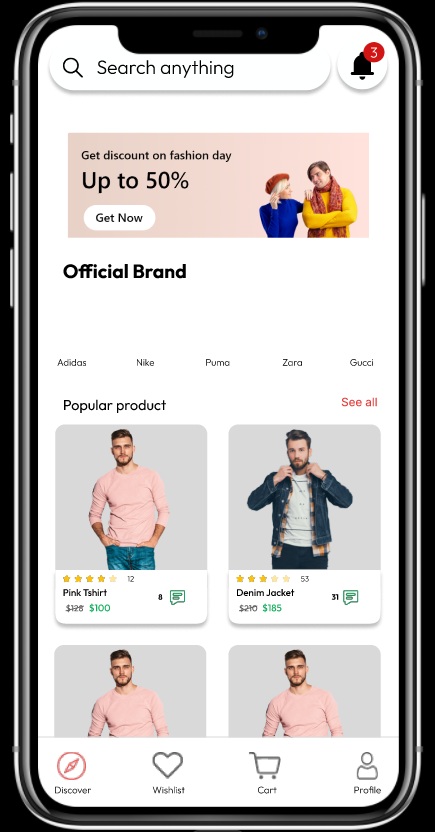 Search anything
3
Get discount on fashion day
Up to 50%
Get Now
Official Brand
Adidas Nike Puma Zara Gucci
Popular product See all
12 53
Pink Tshirt Denim Jacket
8 31
$128 $100 $210 $185
Discover Wishlist Cart Profile